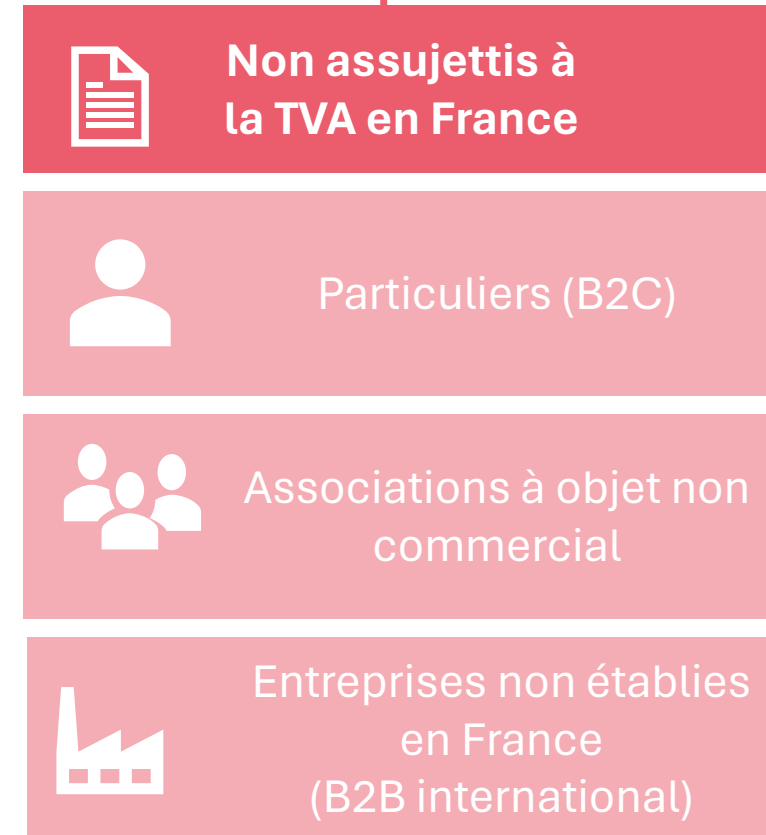 Non assujettis à
la TVA en France
Particuliers (B2C)
Associations à objet non
commercial
Entreprises non établies
en France
(B2B international)